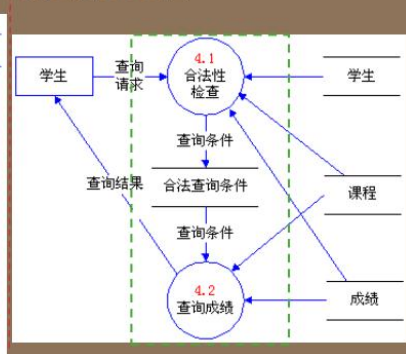 4.1
学生
查询
请求
合法性
检查
学生
查询条件
查询结果
合法查询条件
课程
查询条件
4.2
查询成绩
成绩